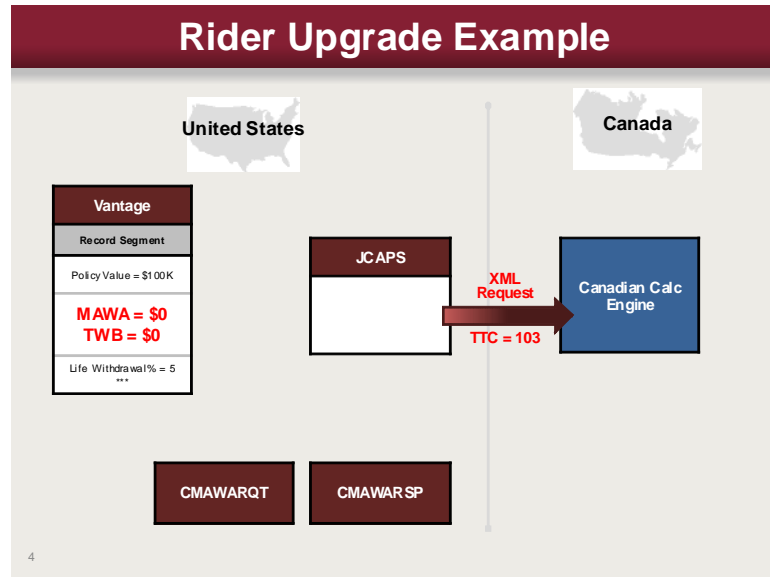 Rider Upgrade Example
United States
Canada
Vantage
Record Segment
Policy Value = $100K
MAWA = $0
TWB = $0
Life Withdrawal% = 5
***
JCAPS
XML
Request
TTC = 103
Canadian Calc
Engine
CMAWARQT
CMAWARSP
4